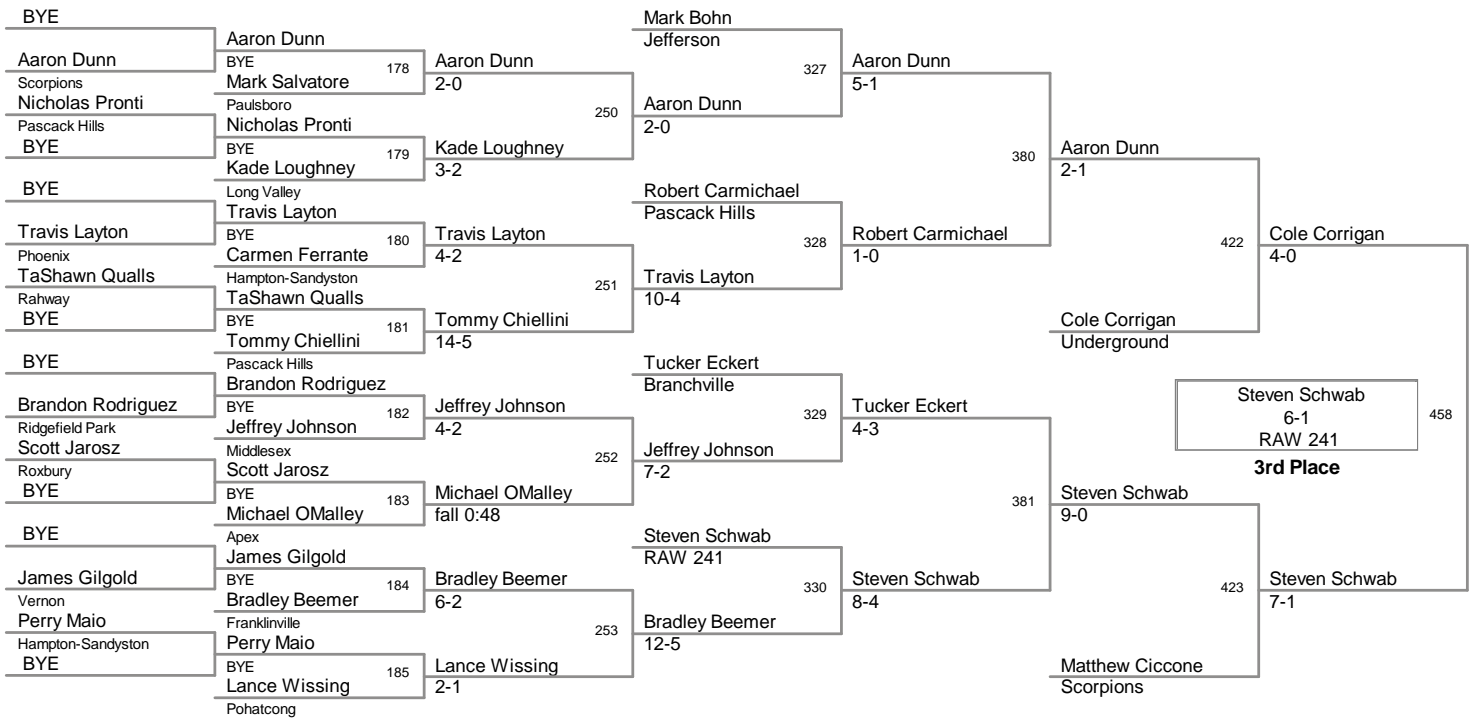 BYE
Aaron Dunn
Scorpions
Nicholas Pronti
Pascack Hills
BYE
BYE
Travis Layton
Phoenix
TaShawn Qualls
Rahway
BYE
BYE
Brandon Rodriguez
Ridgefield Park
Scott Jarosz
Roxbury
BYE
BYE
James Gilgold
Vernon
Perry Maio
Hampton-Sandyston
BYE
Aaron Dunn
BYE
178
Mark Salvatore
Paulsboro
Nicholas Pronti
BYE
179
Kade Loughney
Long Valley
Travis Layton
BYE
180
Carmen Ferrante
Hampton-Sandyston
TaShawn Qualls
BYE
181
Tommy Chiellini
Pascack Hills
Brandon Rodriguez
BYE
182
Jeffrey Johnson
Middlesex
Scott Jarosz
BYE
183
Michael OMalley
Apex
James Gilgold
BYE
184
Bradley Beemer
Franklinville
Perry Maio
BYE
185
Lance Wissing
Pohatcong
Aaron Dunn
2-0
250
Kade Loughney
3-2
Travis Layton
4-2
251
Tommy Chiellini
14-5
Jeffrey Johnson
4-2
252
Michael OMalley
fall 0:48
Bradley Beemer
6-2
253
Lance Wissing
2-1
Mark Bohn
Jefferson
327
Aaron Dunn
2-0
Robert Carmichael
Pascack Hills
328
Travis Layton
10-4
Tucker Eckert
Branchville
329
Jeffrey Johnson
7-2
Steven Schwab
RAW 241
330
Bradley Beemer
12-5
Aaron Dunn
5-1
380
Robert Carmichael
1-0
Tucker Eckert
4-3
381
Steven Schwab
8-4
Aaron Dunn
2-1
422
Cole Corrigan
Underground
Steven Schwab
9-0
423
Matthew Ciccone
Scorpions
Cole Corrigan
4-0
Steven Schwab
6-1
RAW 241
458
3rd Place
Steven Schwab
7-1